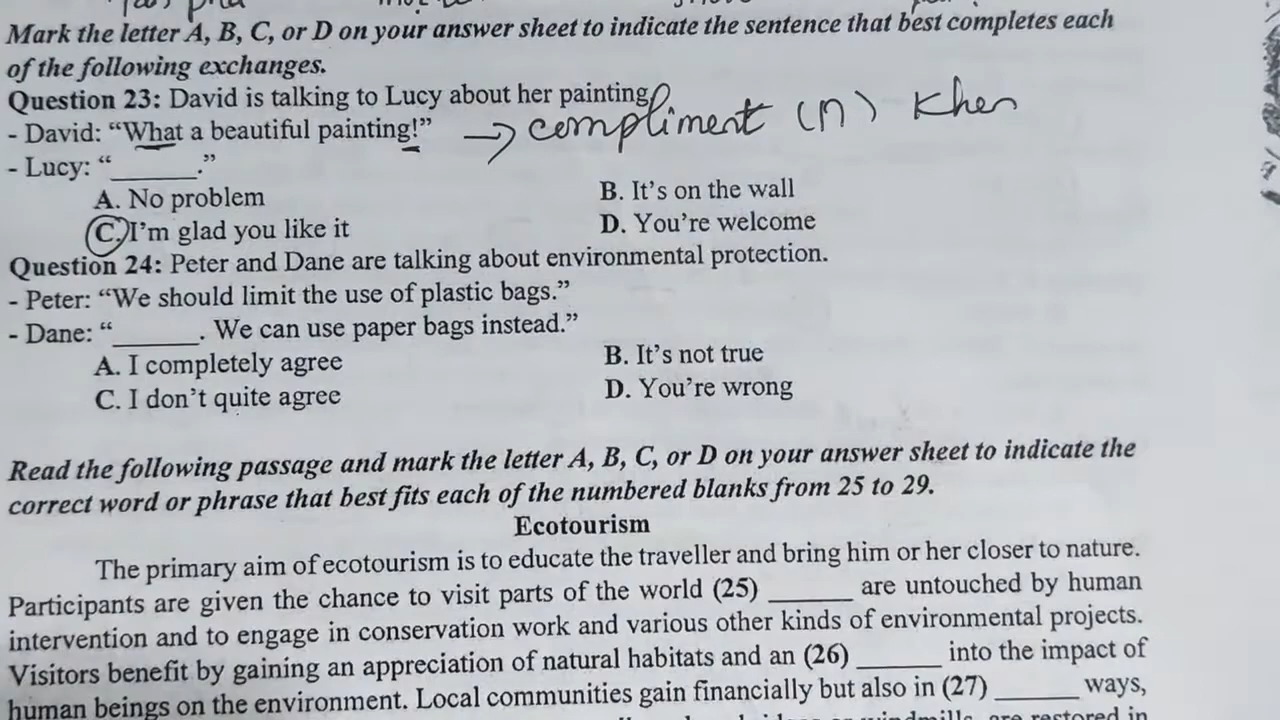 Mark the letter A, B, C, or D on your answer sheet to indicate the sentence that best completes each
of the following exchanges.
Question 23: David is talking to Lucy about her painting
- David: “What a beautiful painting!” → compliment (n) Khen
- Lucy: “______.”
A. No problem B. It’s on the wall
C. I’m glad you like it D. You’re welcome
Question 24: Peter and Dane are talking about environmental protection.
- Peter: “We should limit the use of plastic bags.”
- Dane: “______. We can use paper bags instead.”
A. I completely agree B. It’s not true
C. I don’t quite agree D. You’re wrong
Read the following passage and mark the letter A, B, C, or D on your answer sheet to indicate the
correct word or phrase that best fits each of the numbered blanks from 25 to 29.
Ecotourism
The primary aim of ecotourism is to educate the traveller and bring him or her closer to nature.
Participants are given the chance to visit parts of the world (25) ______ are untouched by human
intervention and to engage in conservation work and various other kinds of environmental projects.
Visitors benefit by gaining an appreciation of natural habitats and an (26) ______ into the impact of
human beings on the environment. Local communities gain financially but also in (27) ______ ways,
are restored in